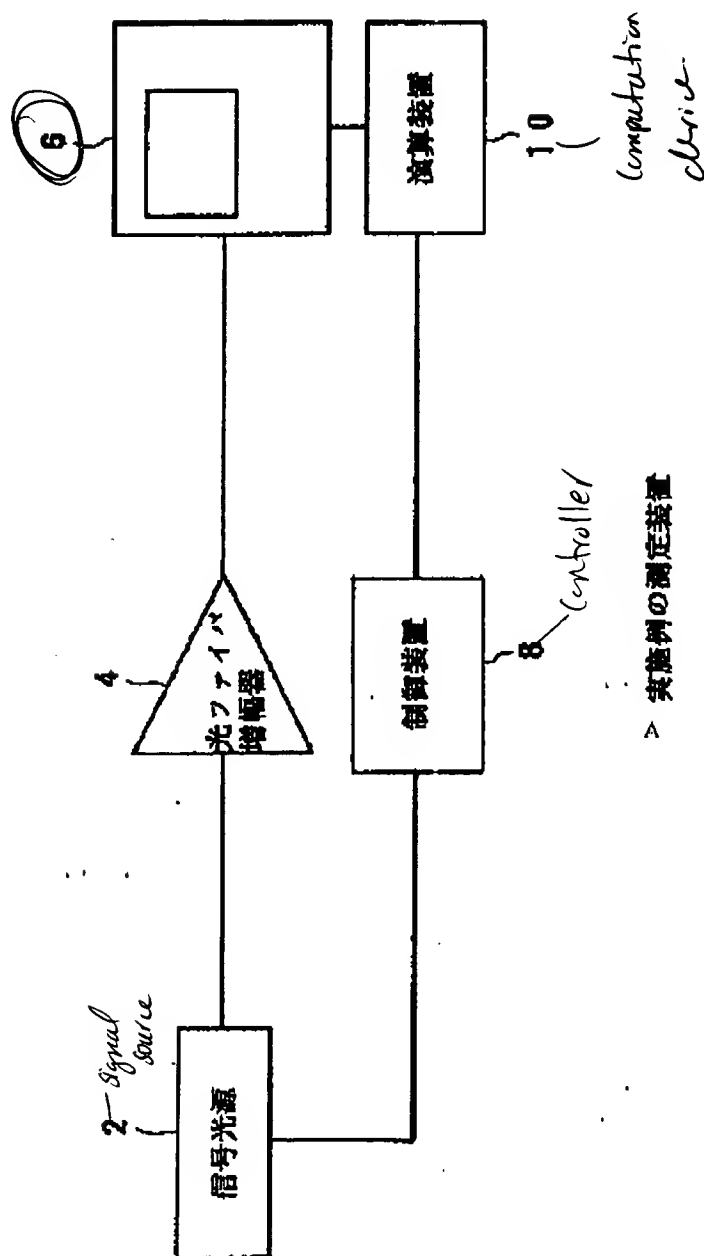 6
演算装置
10
Computation
device
4
光ファイバ
増幅器
制御装置
8
Controller
2
signal
source
信号光源
実施例の測定装置